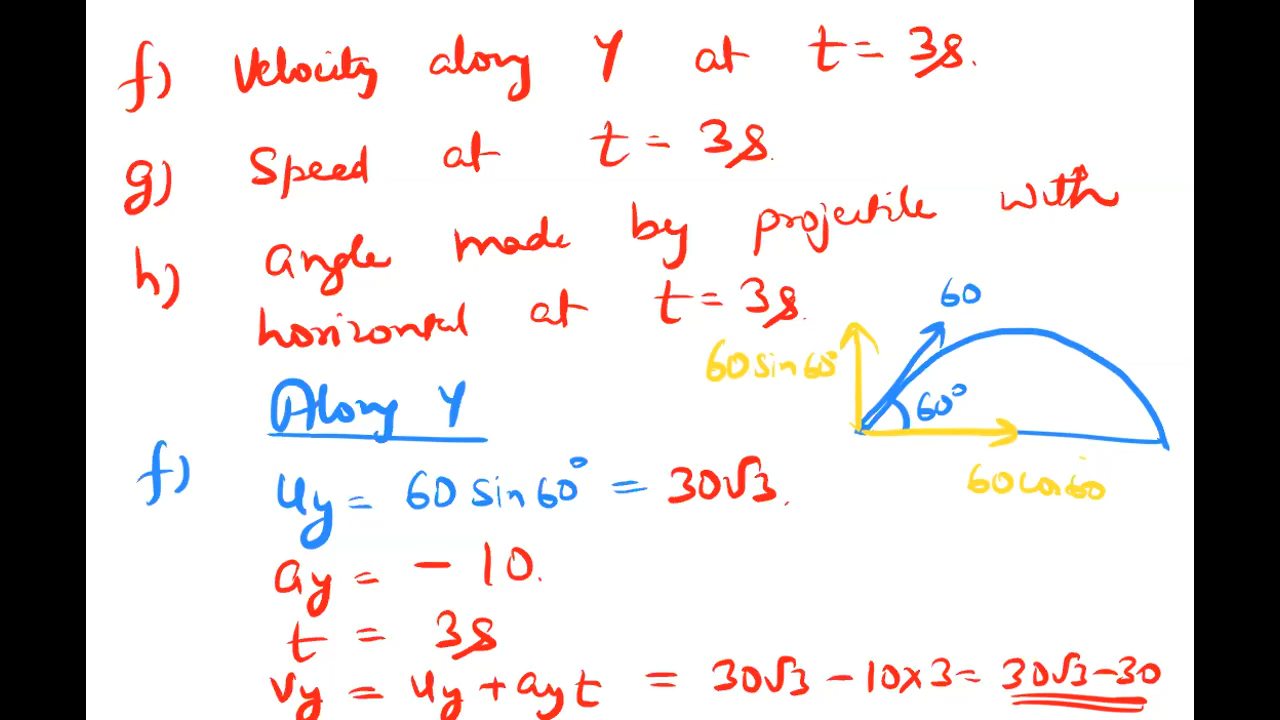 f) Velocity along Y at t = 3s.
g) Speed at t = 3s.
h) Angle made by projectile with
horizontal at t = 3s.
60
60 sin 60°
60°
60 cos 60
Along Y
f) uy = 60 sin 60° = 30√3.
ay = - 10.
t = 3s
Vy = uy + ayt = 30√3 - 10×3 = 30√3-30